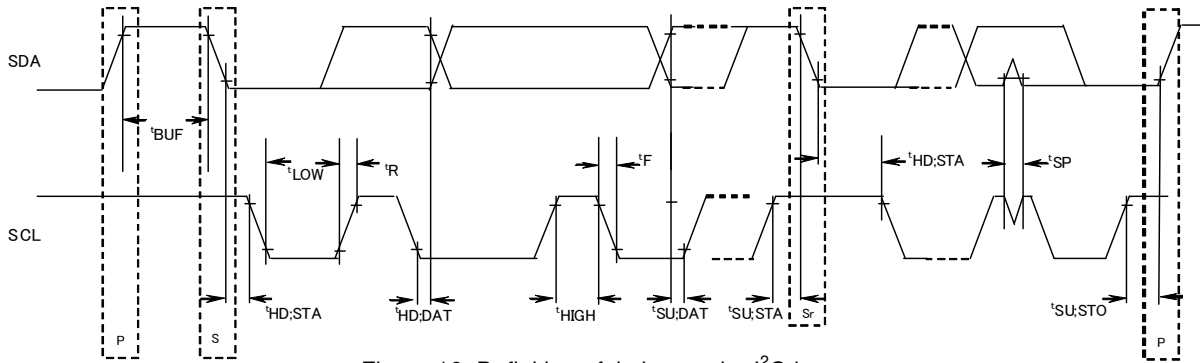 SDA
tBUF
tLOW
tR
tF
tHD;STA
tSP
SCL
tHD;STA
tHD;DAT
tHIGH
tSU;DAT
tSU;STA
Sr
tSU;STO
P
S
P